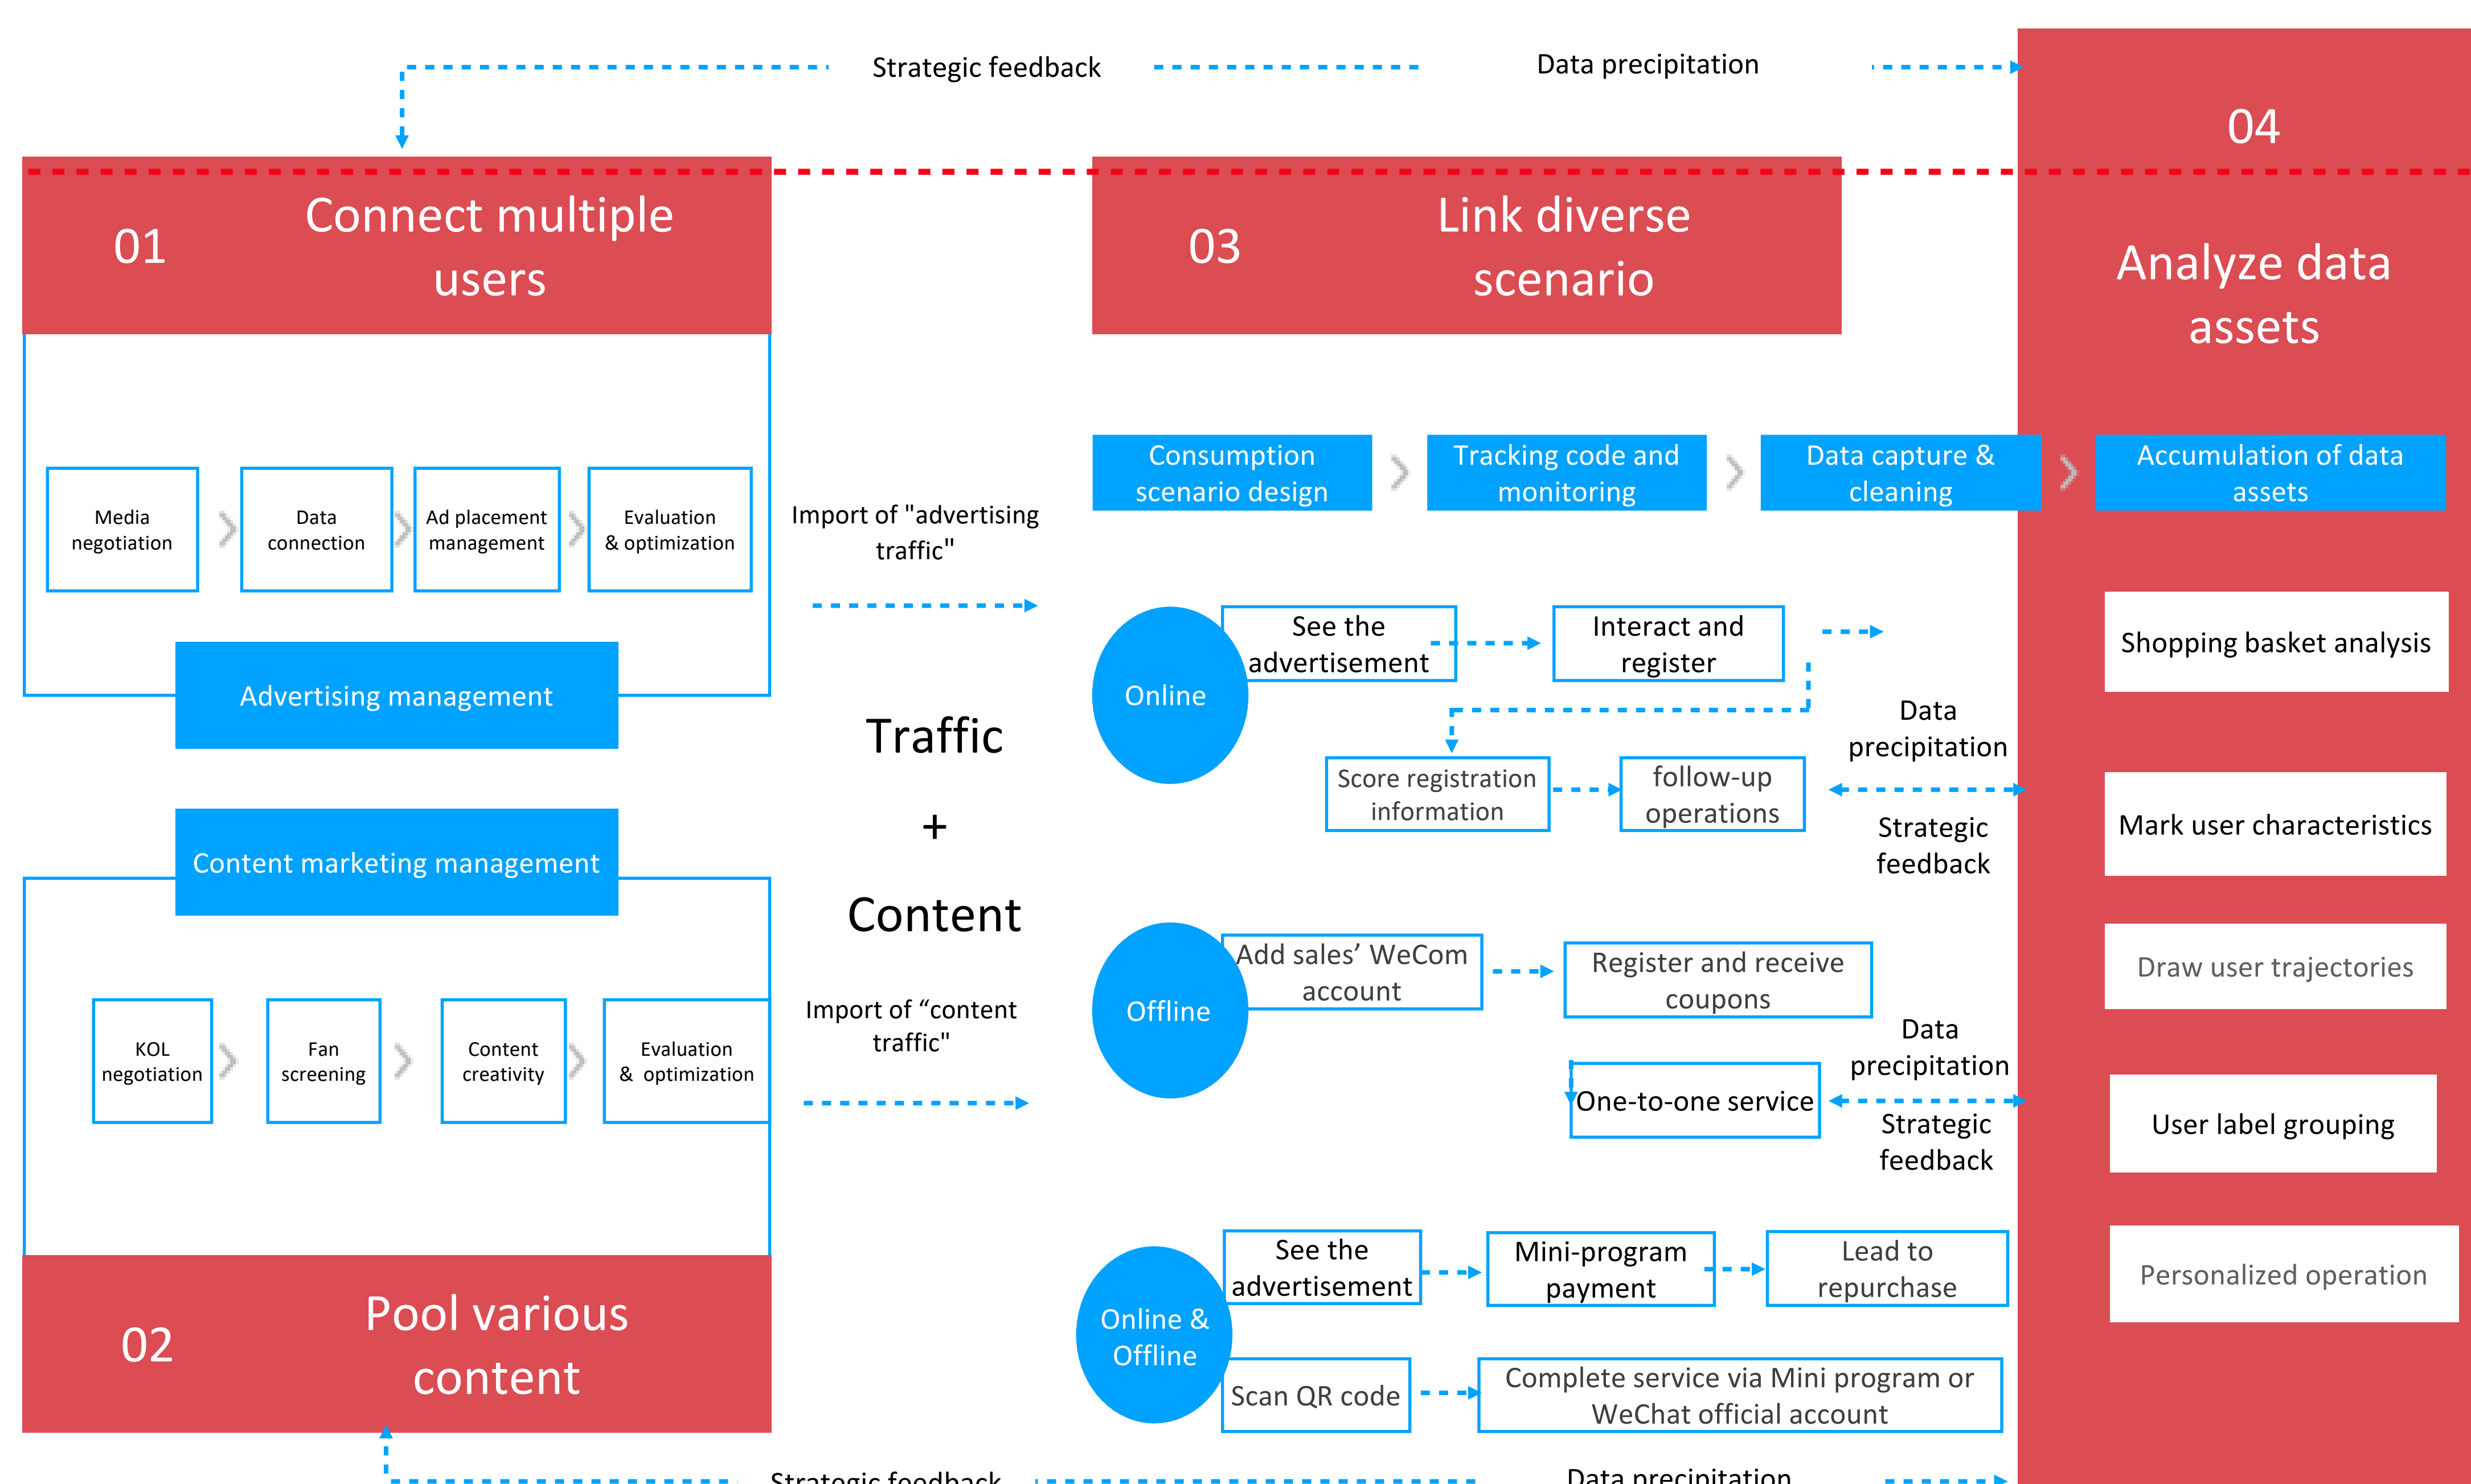 Strategic feedback
Data precipitation
01
Connect multiple
users
03
Link diverse
scenario
04
Analyze data
assets
Media
negotiation
Data
connection
Ad placement
management
Evaluation
& optimization
Advertising management
Content marketing management
KOL
negotiation
Fan
screening
Content
creativity
Evaluation
&  optimization
02
Pool various
content
Import of "advertising
traffic"
Traffic
+
Content
Import of “content
traffic"
Consumption
scenario design
Tracking code and
monitoring
Data capture &
cleaning
Accumulation of data
assets
Online
See the
advertisement
Interact and
register
Score registration
information
follow-up
operations
Data
precipitation
Strategic
feedback
Offline
Add sales’ WeCom
account
Register and receive
coupons
One-to-one service
Data
precipitation
Strategic
feedback
Online &
Offline
See the
advertisement
Mini-program
payment
Lead to
repurchase
Scan QR code
Complete service via Mini program or
WeChat official account
Shopping basket analysis
Mark user characteristics
Draw user trajectories
User label grouping
Personalized operation
Strategic feedback
Data precipitation